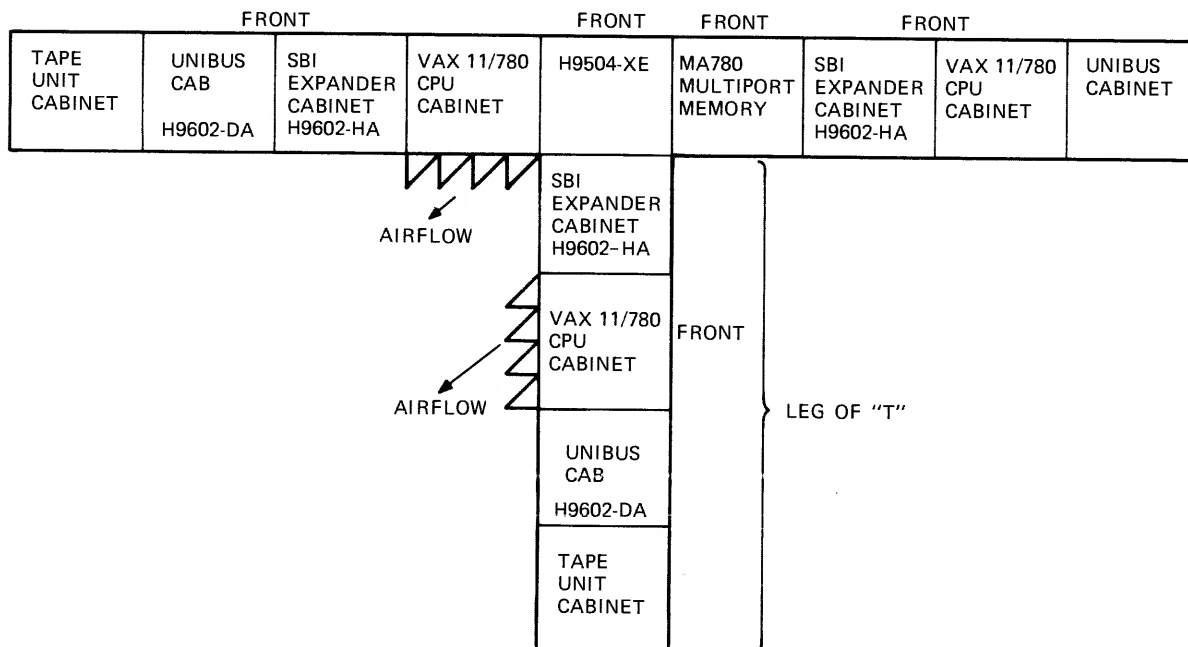 FRONT
FRONT
FRONT
FRONT
TAPE
UNIT
CABINET
UNIBUS
CAB
H9602-DA
SBI
EXPANDER
CABINET
H9602-HA
VAX 11/780
CPU
CABINET
H9504-XE
MA780
MULTIPORT
MEMORY
SBI
EXPANDER
CABINET
H9602-HA
VAX 11/780
CPU
CABINET
UNIBUS
CABINET
AIRFLOW
SBI
EXPANDER
CABINET
H9602-HA
AIRFLOW
VAX 11/780
CPU
CABINET
FRONT
LEG OF "T"
UNIBUS
CAB
H9602-DA
TAPE
UNIT
CABINET